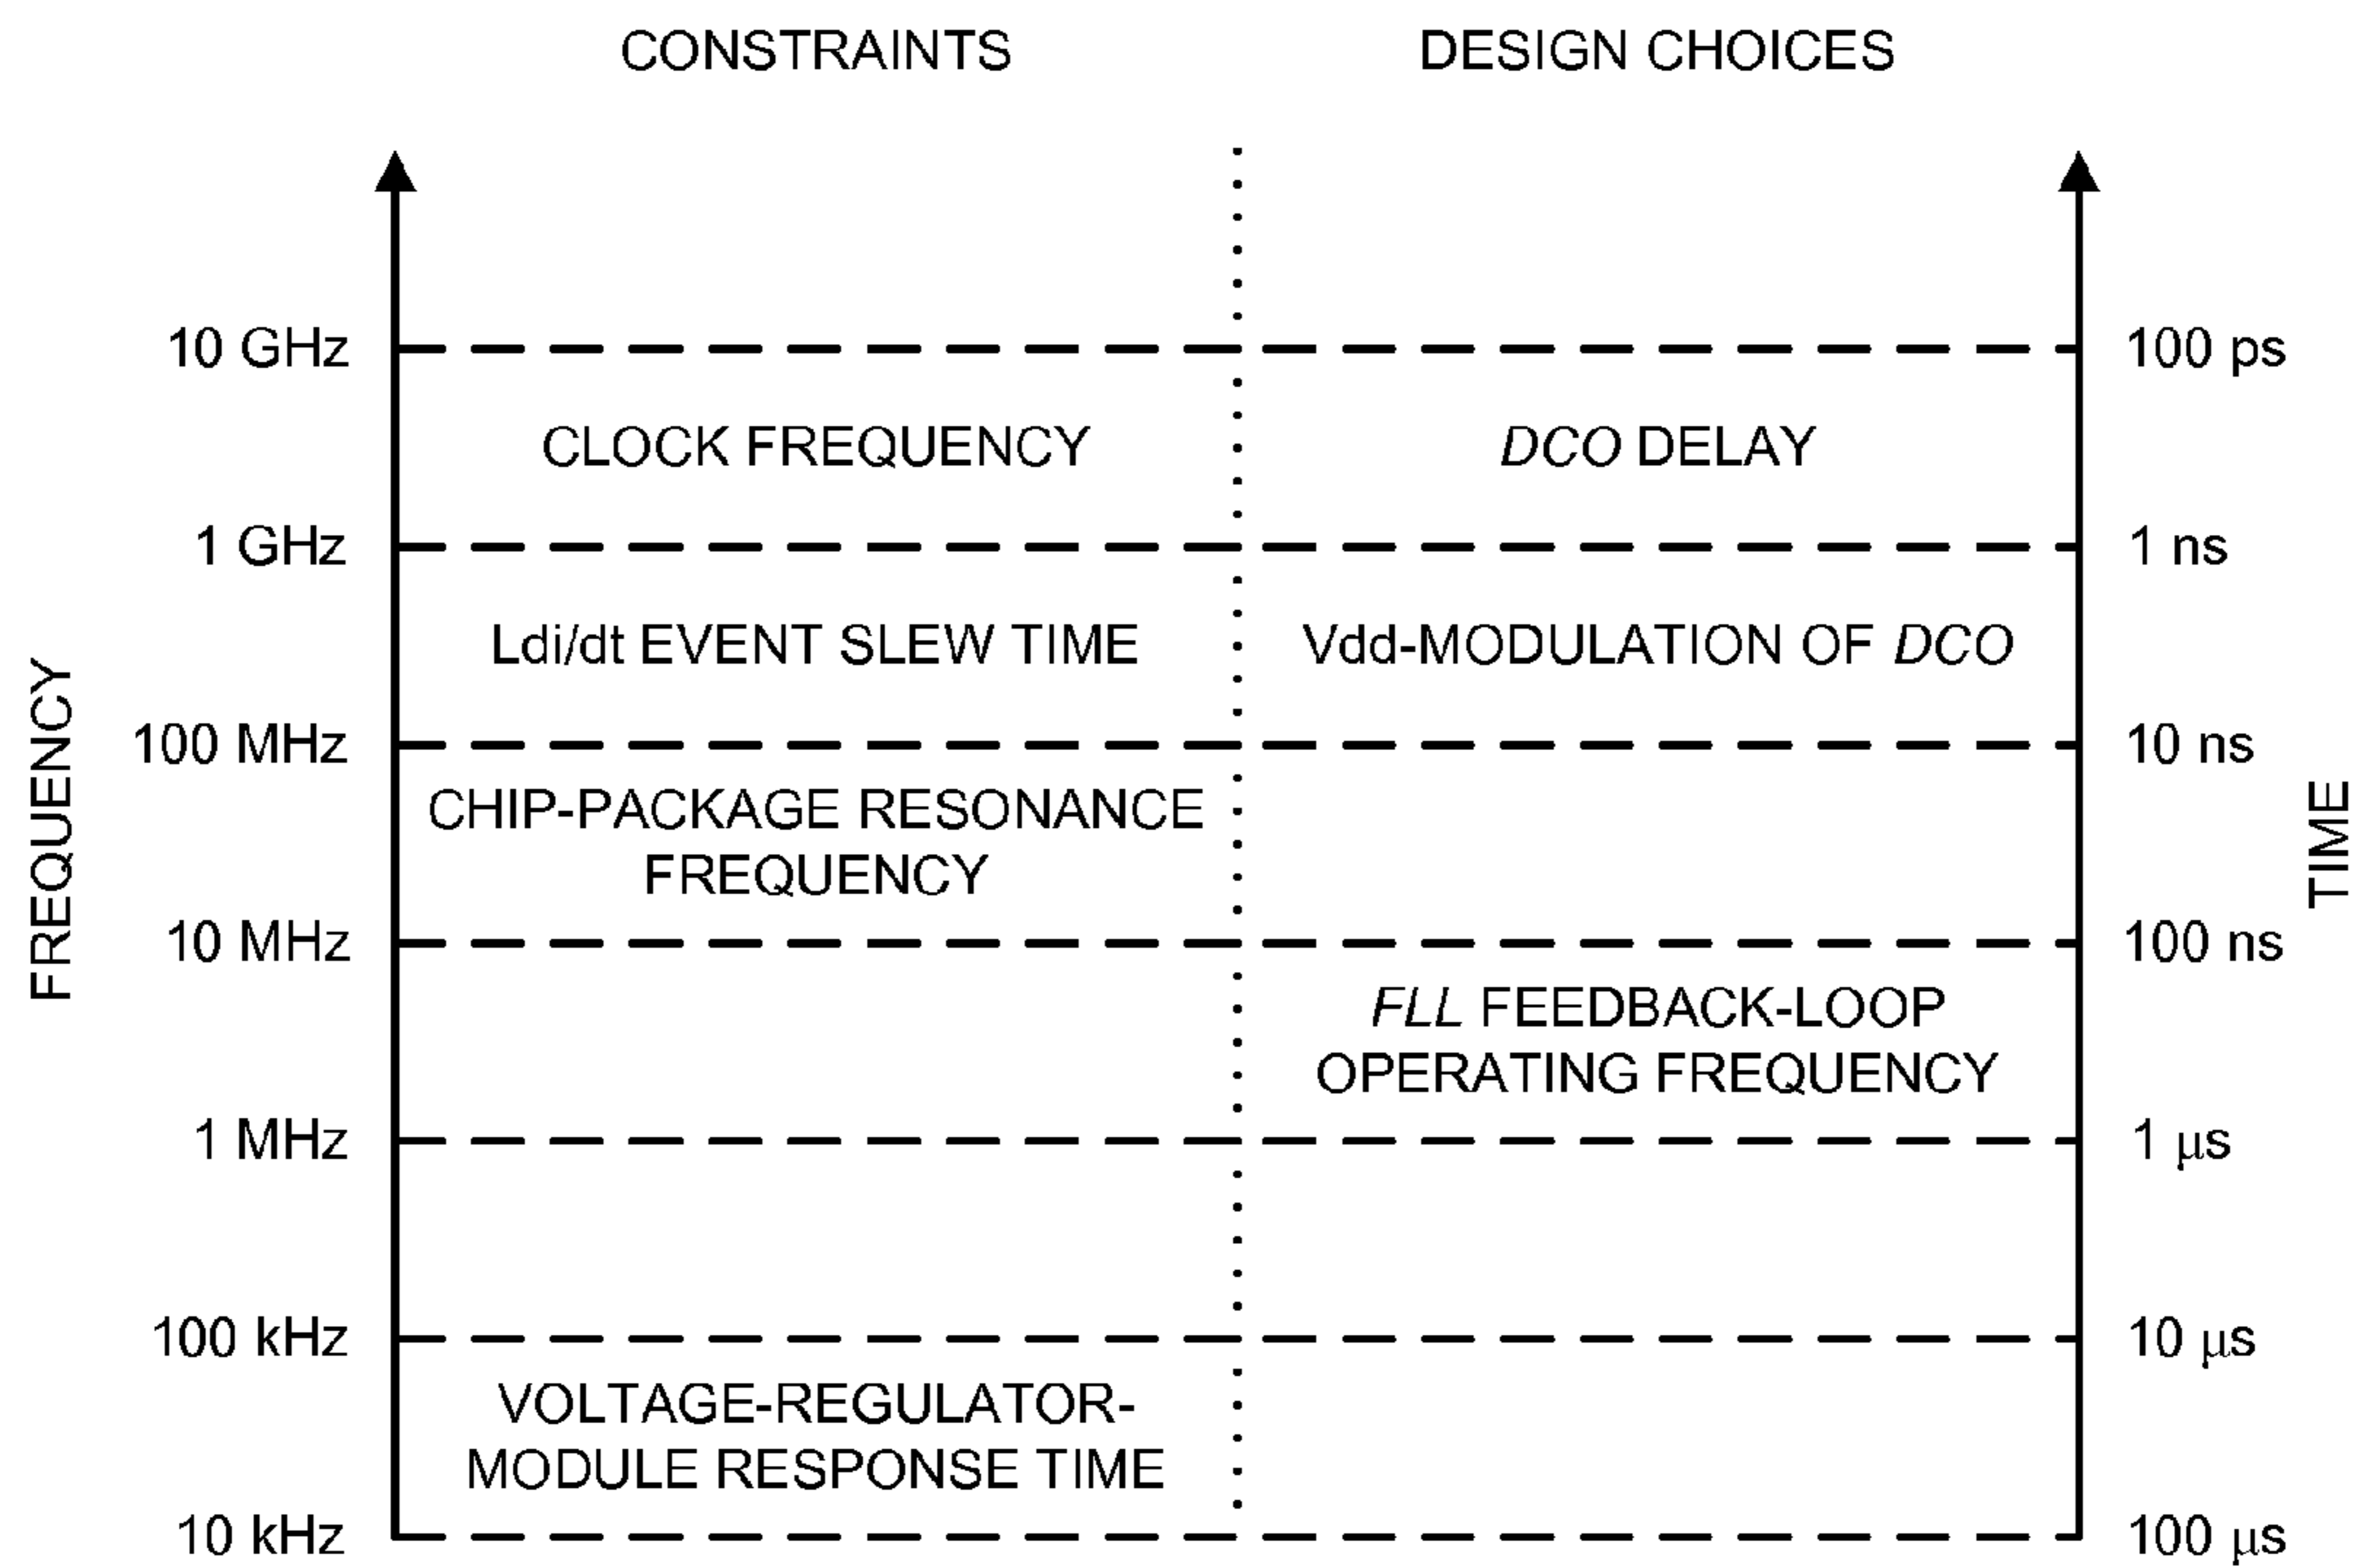 CONSTRAINTS
DESIGN CHOICES
10 GHz
100 ps
CLOCK FREQUENCY
DCO DELAY
1 GHz
1 ns
Ldi/dt EVENT SLEW TIME
Vdd-MODULATION OF DCO
100 MHz
10 ns
CHIP-PACKAGE RESONANCE
FREQUENCY
FREQUENCY
TIME
10 MHz
100 ns
FLL FEEDBACK-LOOP
OPERATING FREQUENCY
1 MHz
1 μs
100 kHz
10 μs
VOLTAGE-REGULATOR-
MODULE RESPONSE TIME
10 kHz
100 μs